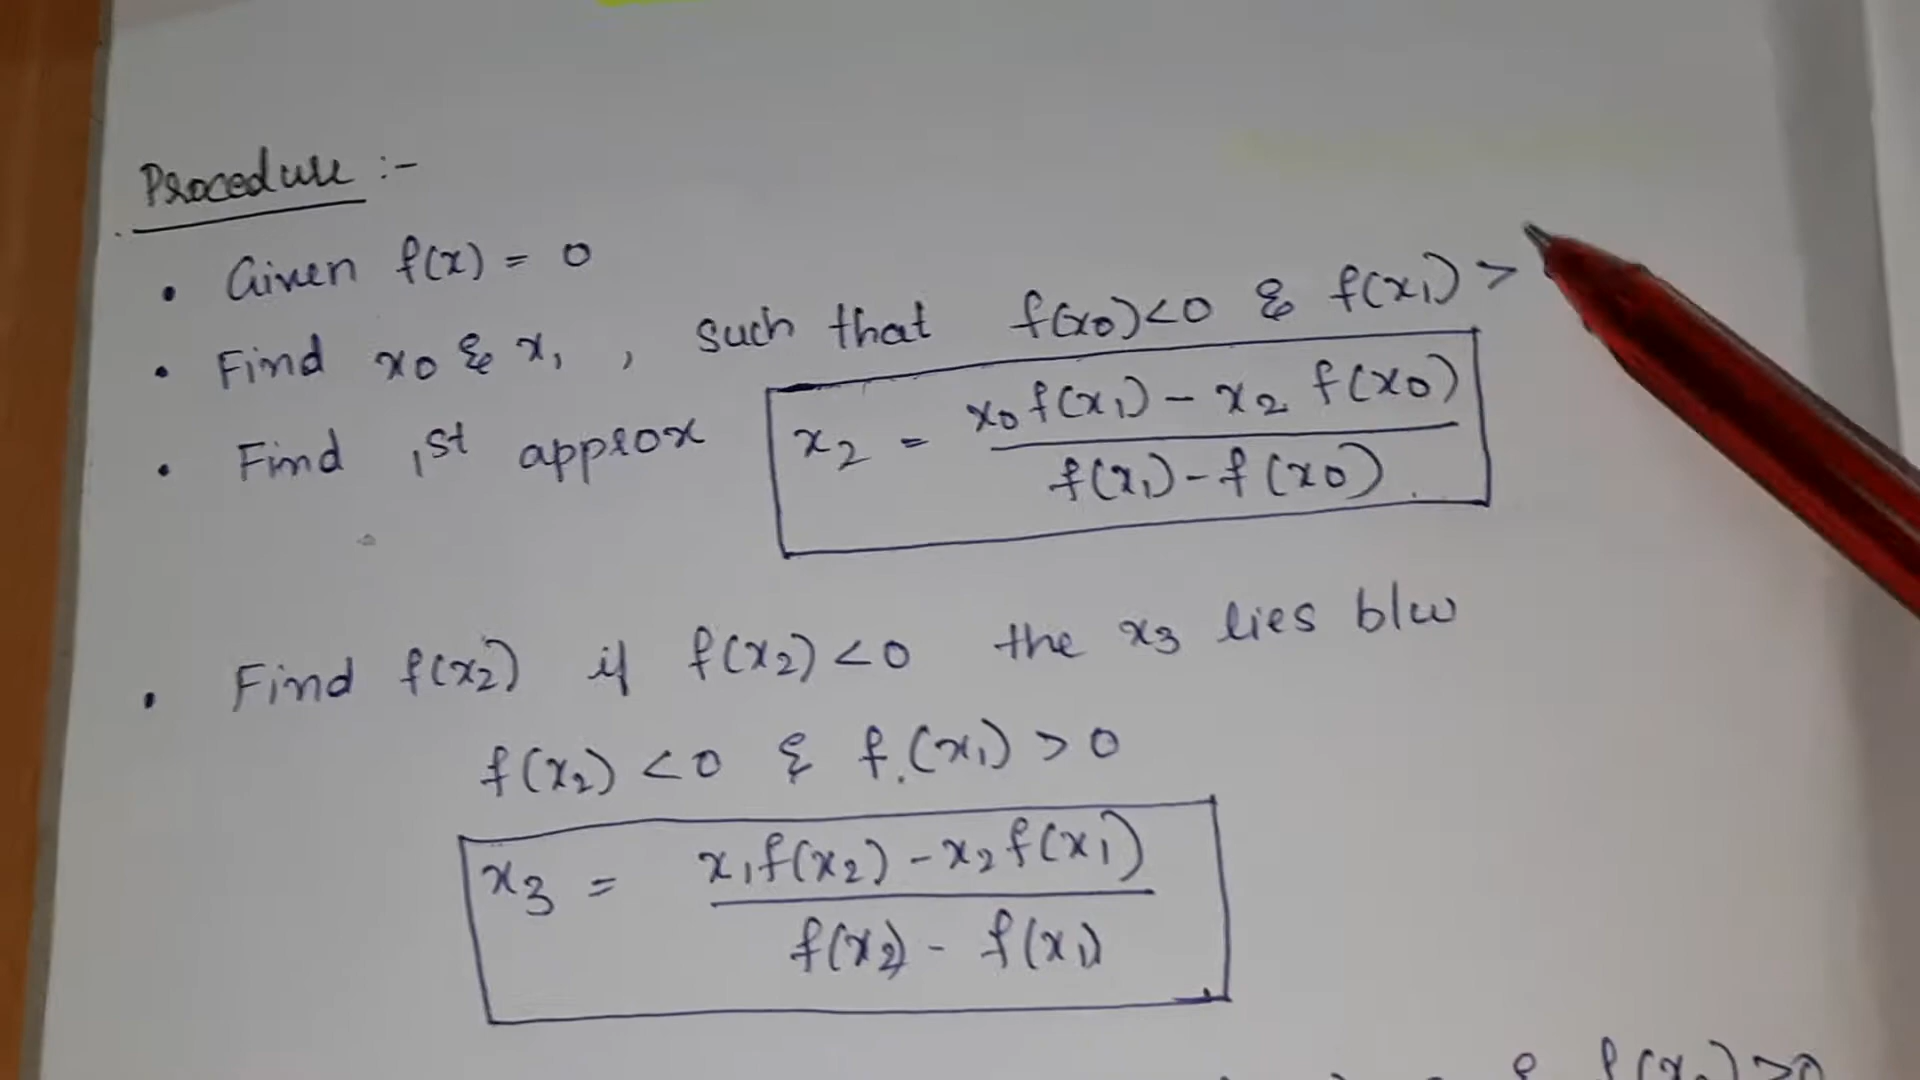 Procedure :-
• Given f(x) = 0
• Find x0 & x1 , such that f(x0)<0 & f(x1) >
• Find 1st approx x2 = x0 f(x1) - x2 f(x0)
f(x1) - f(x0)
• Find f(x2) if f(x2) <0 the x3 lies b/w
f(x2) <0 & f(x1) >0
x3 = x1 f(x2) - x2 f(x1)
f(x2) - f(x1)